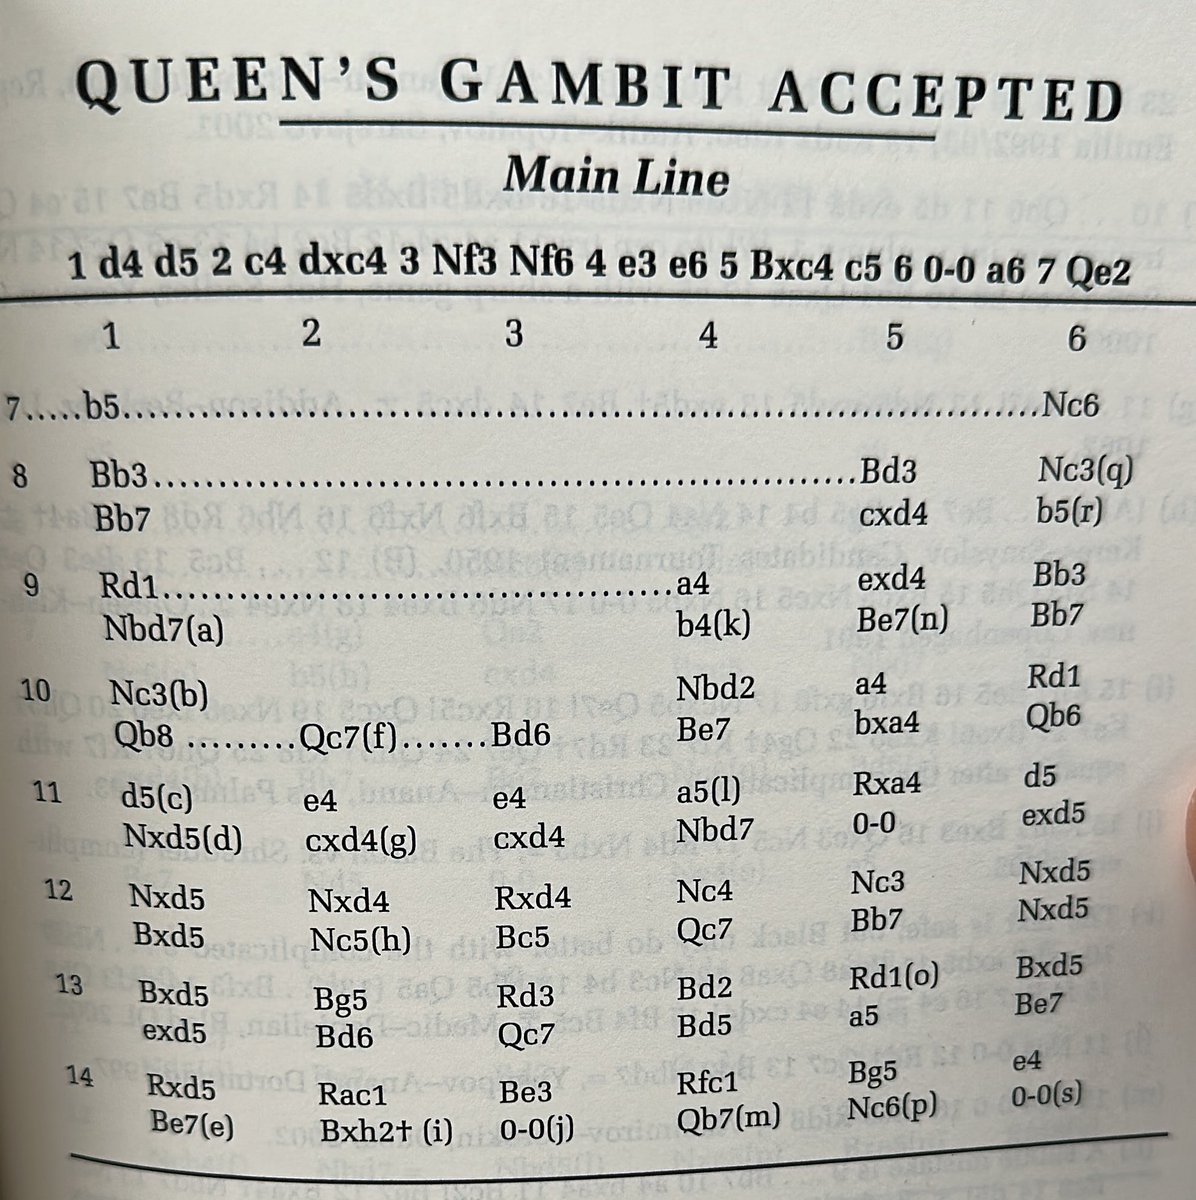 QUEEN'S GAMBIT ACCEPTED
Main Line
1 d4 d5 2 c4 dxc4 3 Nf3 Nf6 4 e3 e6 5 Bxc4 c5 6 0-0 a6 7 Qe2
1 2 3 4 5 6
7.....b5..........................................................................Nc6
8 Bb3..........................................................Bd3 Nc3(q)
Bb7 cxd4 b5(r)
9 Rd1..........................................a4 exd4 Bb3
Nbd7(a) b4(k) Be7(n) Bb7
10 Nc3(b) Nbd2 a4 Rd1
Qb8 .........Qc7(f).......Bd6 Be7 bxa4 Qb6
11 d5(c) e4 e4 a5(l) Rxa4 d5
Nxd5(d) cxd4(g) cxd4 Nbd7 0-0 exd5
12 Nxd5 Nxd4 Rxd4 Nc4 Nc3 Nxd5
Bxd5 Nc5(h) Bc5 Qc7 Bb7 Nxd5
13 Bxd5 Bg5 Rd3 Bd2 Rd1(o) Bxd5
exd5 Bd6 Qc7 Bd5 a5 Be7
14 Rxd5 Rac1 Be3 Rfc1 Bg5 e4
Be7(e) Bxh2† (i) 0-0(j) Qb7(m) Nc6(p) 0-0(s)